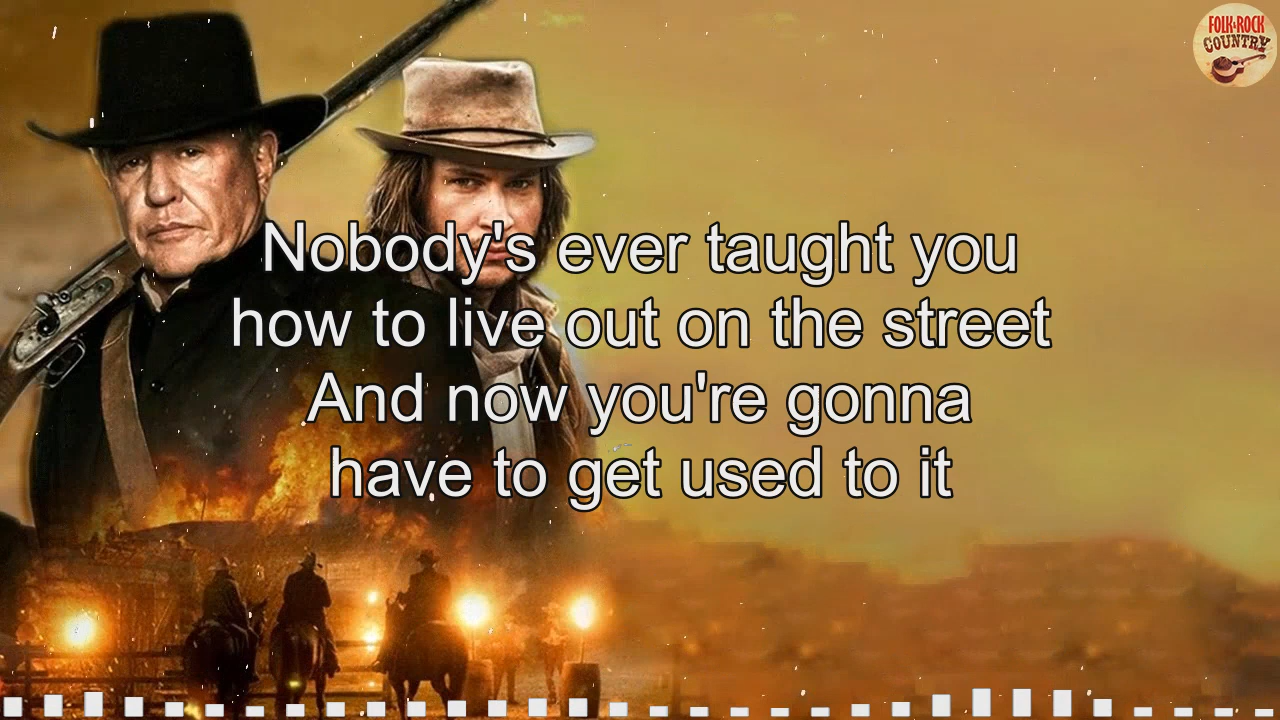 FOLK-ROCK
COUNTRY
Nobody's ever taught you
how to live out on the street
And now you're gonna
have to get used to it